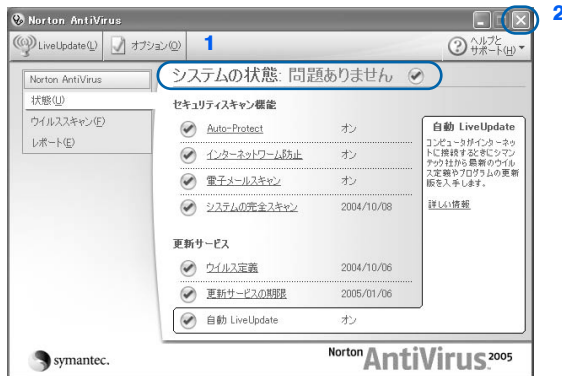 Norton AntiVirus
2
LiveUpdate(L) オプション(O)
1
ヘルプと
サポート(H)
Norton AntiVirus
状態(U)
ウイルススキャン(F)
レポート(E)
システムの状態: 問題ありません
セキュリティスキャン機能
Auto-Protect オン
インターネットワーム防止 オン
電子メールスキャン オン
システムの完全スキャン 2004/10/08
更新サービス
ウイルス定義 2004/10/06
更新サービスの期限 2005/01/06
自動 LiveUpdate オン
自動 LiveUpdate
コンピュータがインターネッ
トに接続するときにシマン
テック社から最新のウイル
ス定義やプログラムの更新
版を入手します。
詳しい情報
symantec.
Norton AntiVirus 2005